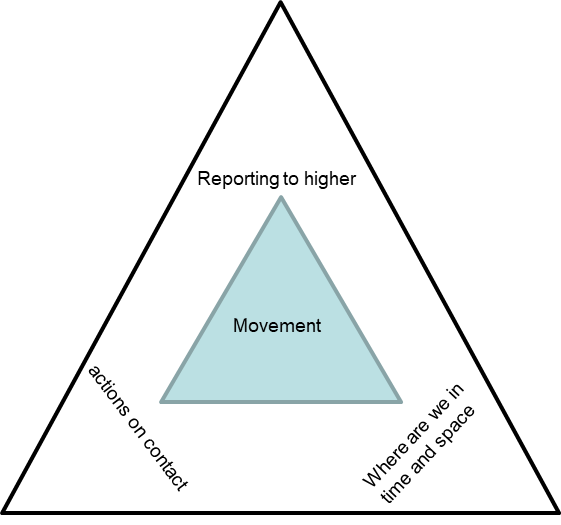 Reporting to higher
Movement
actions on contact
Where are we in
time and space